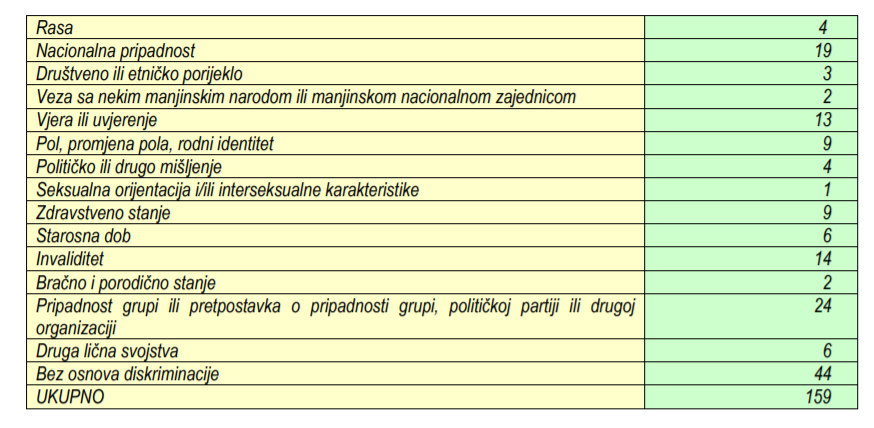 Rasa 4
Nacionalna pripadnost 19
Društveno ili etničko porijeklo 3
Veza sa nekim manjinskim narodom ili manjinskom nacionalnom zajednicom 2
Vjera ili uvjerenje 13
Pol, promjena pola, rodni identitet 9
Političko ili drugo mišljenje 4
Seksualna orijentacija i/ili interseksualne karakteristike 1
Zdravstveno stanje 9
Starosna dob 6
Invaliditet 14
Bračno i porodično stanje 2
Pripadnost grupi ili pretpostavka o pripadnosti grupi, političkoj partiji ili drugoj 24
organizaciji
Druga lična svojstva 6
Bez osnova diskriminacije 44
UKUPNO 159